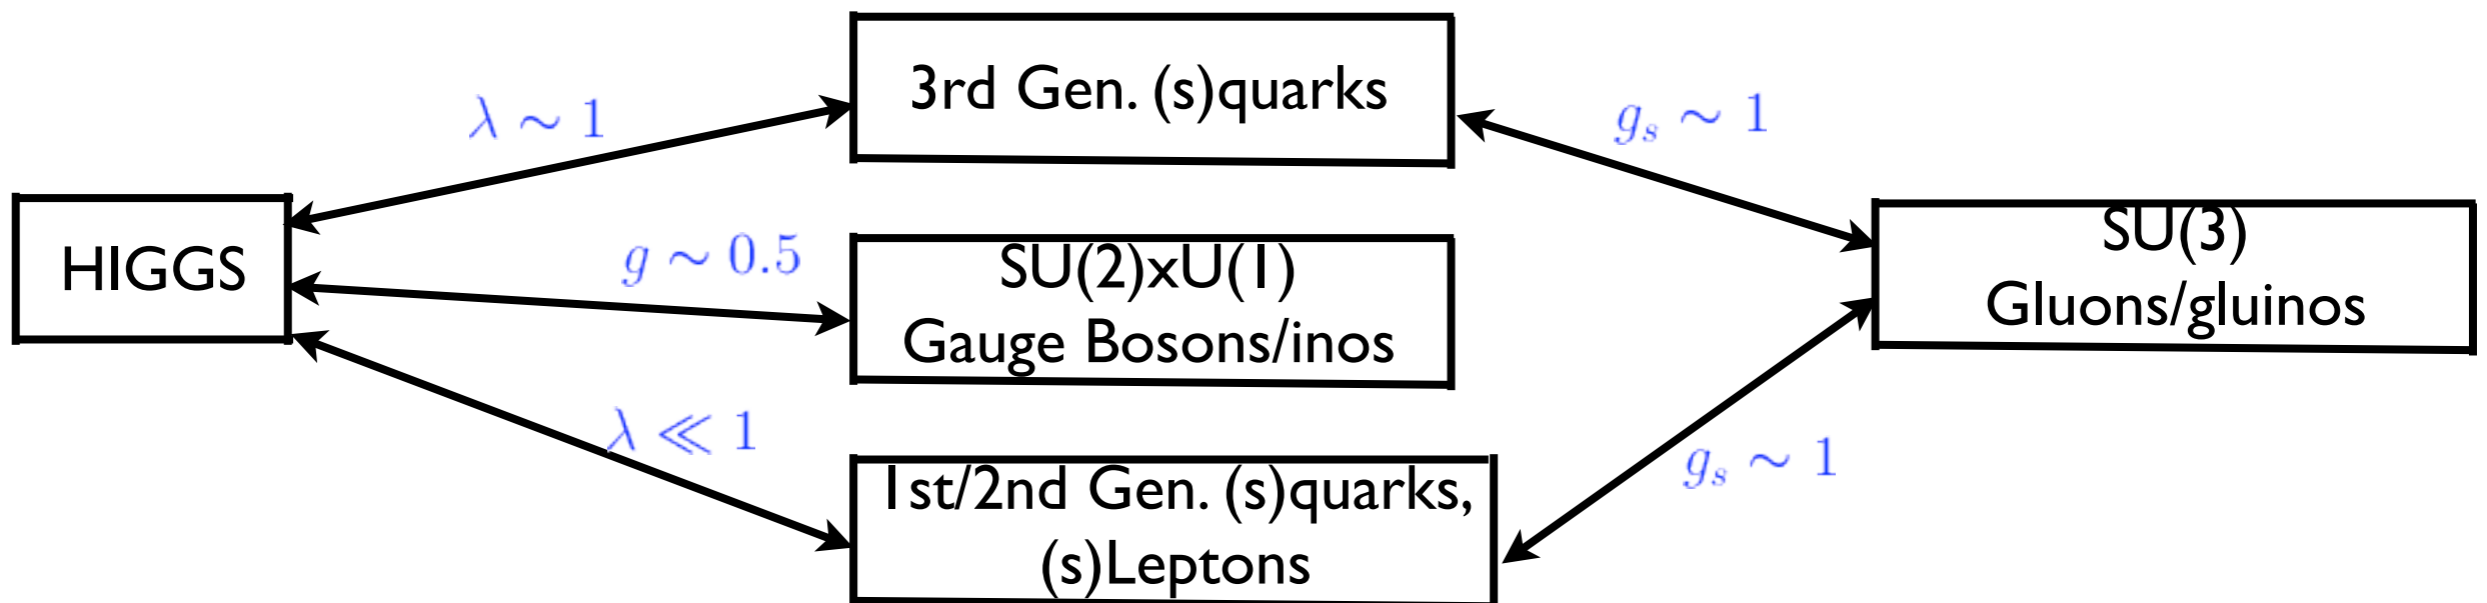 3rd Gen. (s)quarks
λ ∼ 1
g_s ∼ 1
HIGGS
g ∼ 0.5
SU(2)xU(1)
Gauge Bosons/inos
SU(3)
Gluons/gluinos
λ ≪ 1
g_s ∼ 1
1st/2nd Gen. (s)quarks,
(s)Leptons